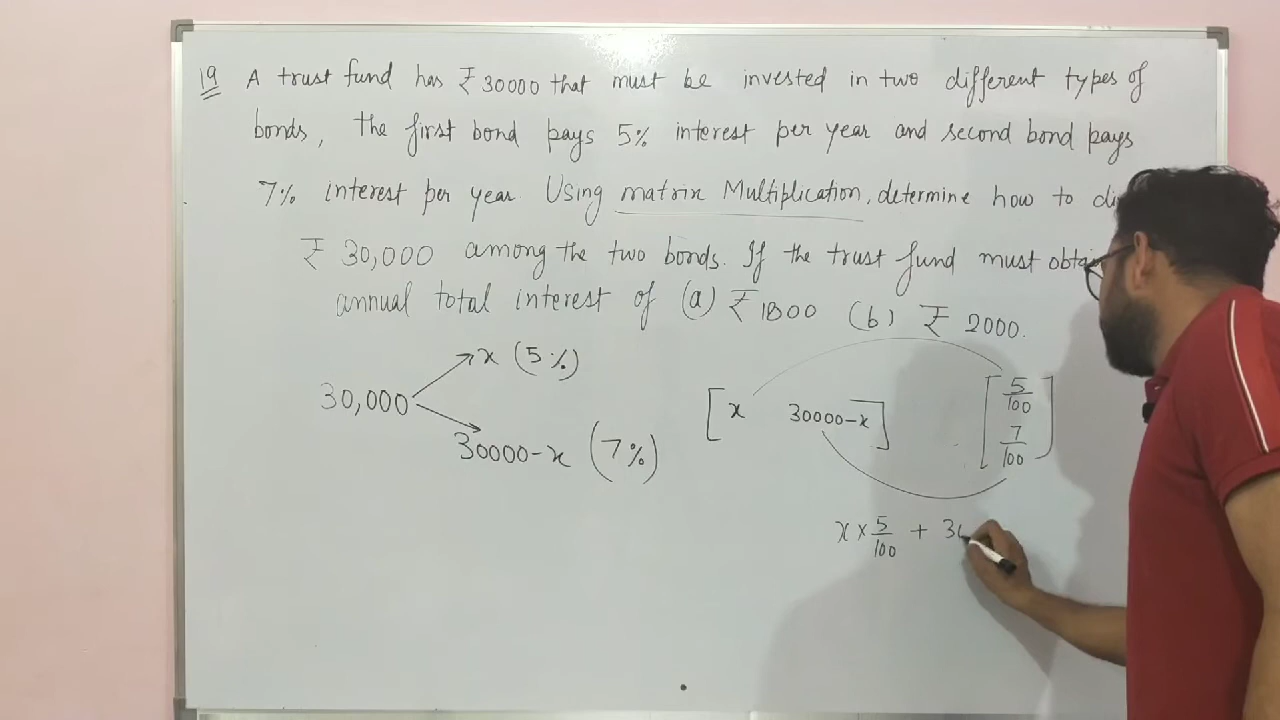 19 A trust fund has ₹ 30000 that must be invested in two different types of
bonds, the first bond pays 5% interest per year and second bond pays
7% interest per year. Using matrix Multiplication, determine how to
₹ 30,000 among the two bonds. If the trust fund must
annual total interest of (a) ₹ 1800 (b) ₹ 2000.
30,000
x (5%)
30000-x (7%)
[x 30000-x] [5/100 7/100]
x × 5/100 +